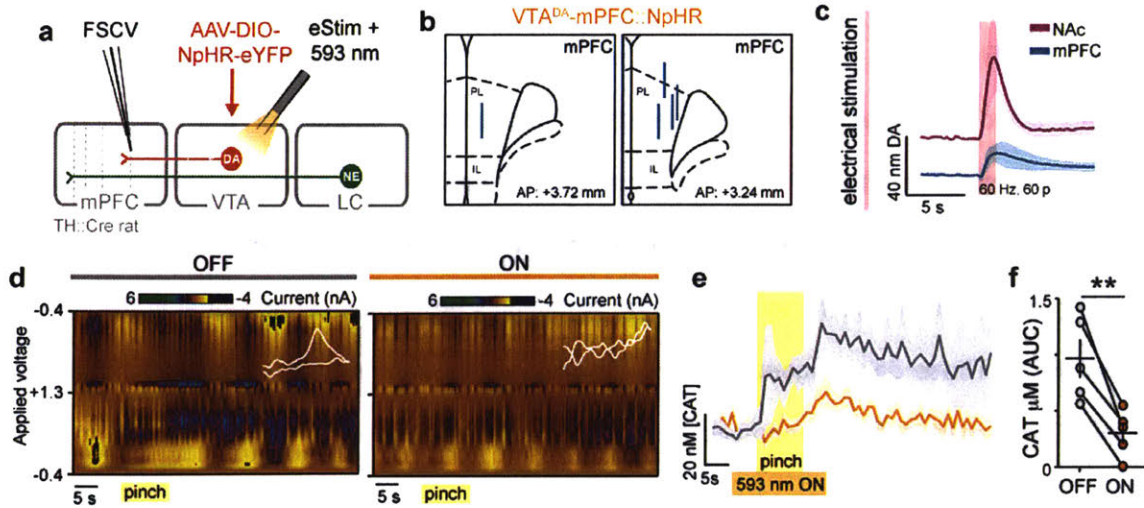 a
FSCV
AAV-DIO-
NpHR-eYFP
eStim +
593 nm
DA
NE
mPFC
VTA
LC
TH::Cre rat
b
VTADA-mPFC::NpHR
mPFC
PL
IL
AP: +3.72 mm
mPFC
PL
IL
AP: +3.24 mm
c
electrical stimulation
NAc
mPFC
40 nm DA
60 Hz, 60 p
5 s
d
OFF
6 -4 Current (nA)
ON
6 -4 Current (nA)
Applied voltage
-0.4
+1.3
-0.4
5 s
pinch
5 s
pinch
e
20 nM [CAT]
5s
pinch
593 nm ON
f
**
CAT μM (AUC)
1.5
0
OFF ON